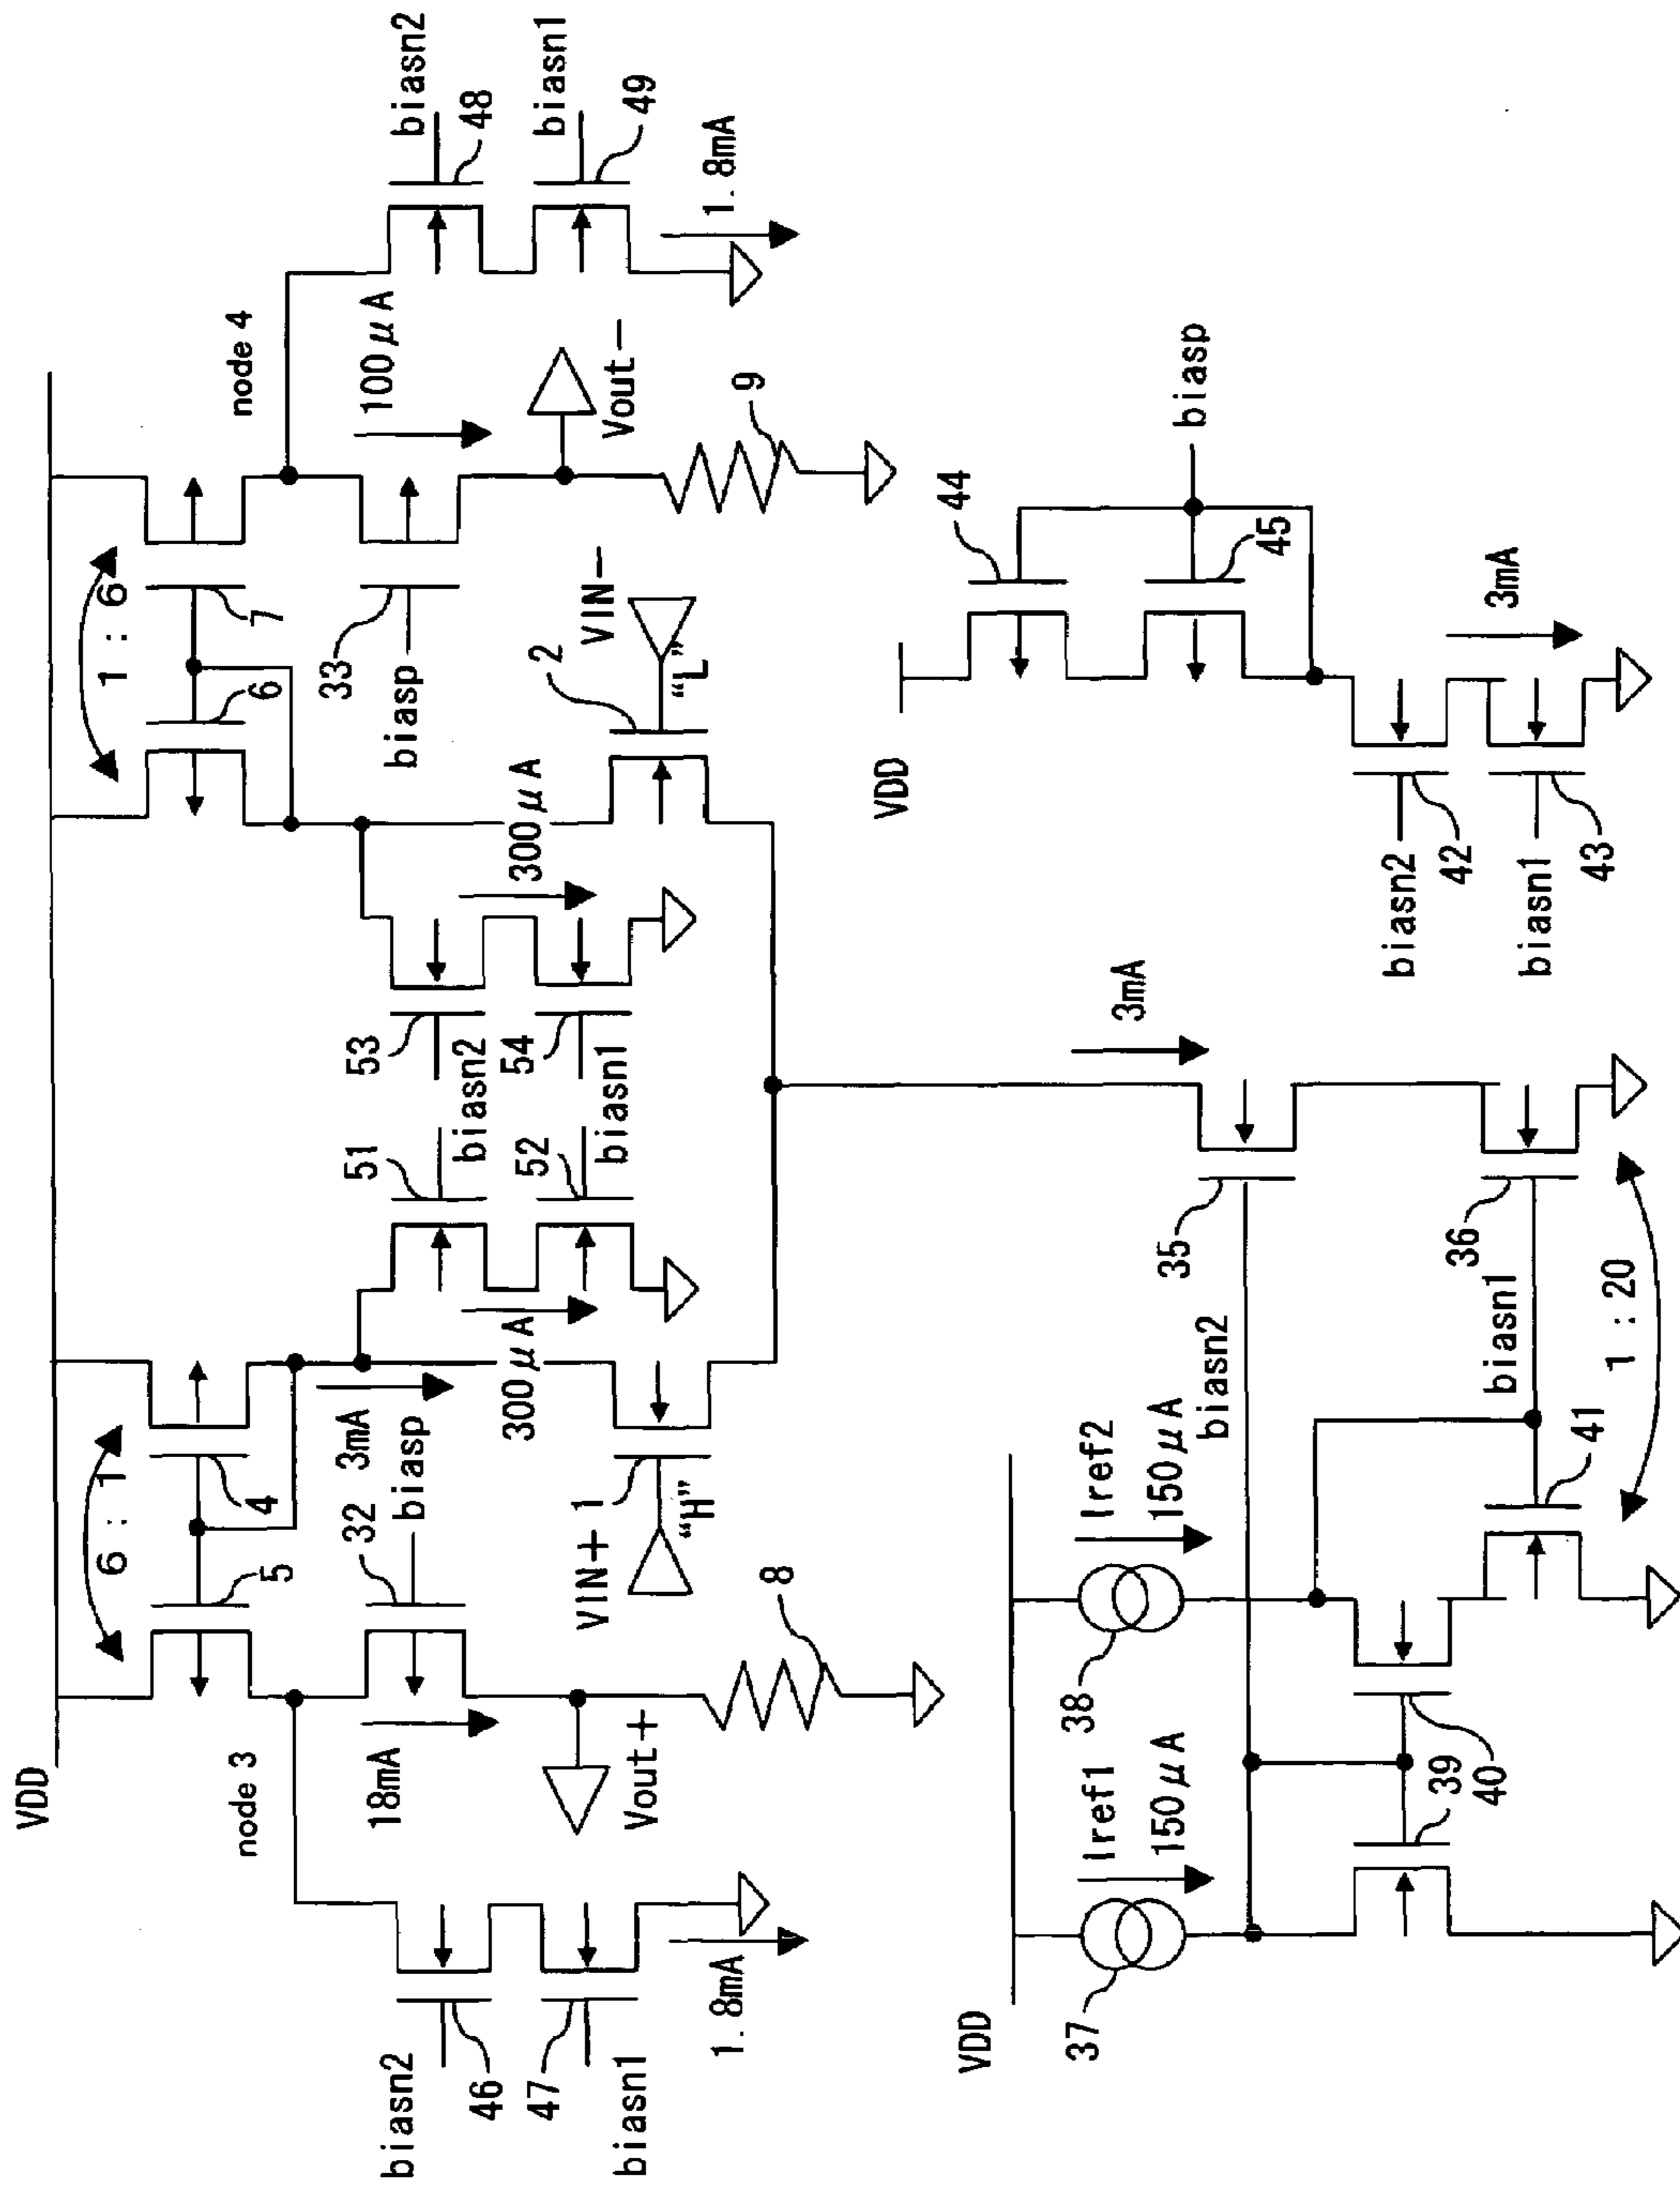 VDD
6 : 1
1 : 6
5
4
6
7
node 3
node 4
18mA
32
biasp
3mA
33
biasp
100μA
biasn2
48
biasn1
49
1.8mA
biasn2
46
47
biasn1
1.8mA
51
biasn2
52
biasn1
53
54
300μA
300μA
Vout+
8
VIN+
1
"H"
2
VIN-
"L"
Vout-
9
VDD
37
Iref1
150μA
38
Iref2
150μA
biasn2
39
40
41
biasn1
1 : 20
35
36
3mA
VDD
44
45
biasp
biasn2
42
biasn1
43
3mA